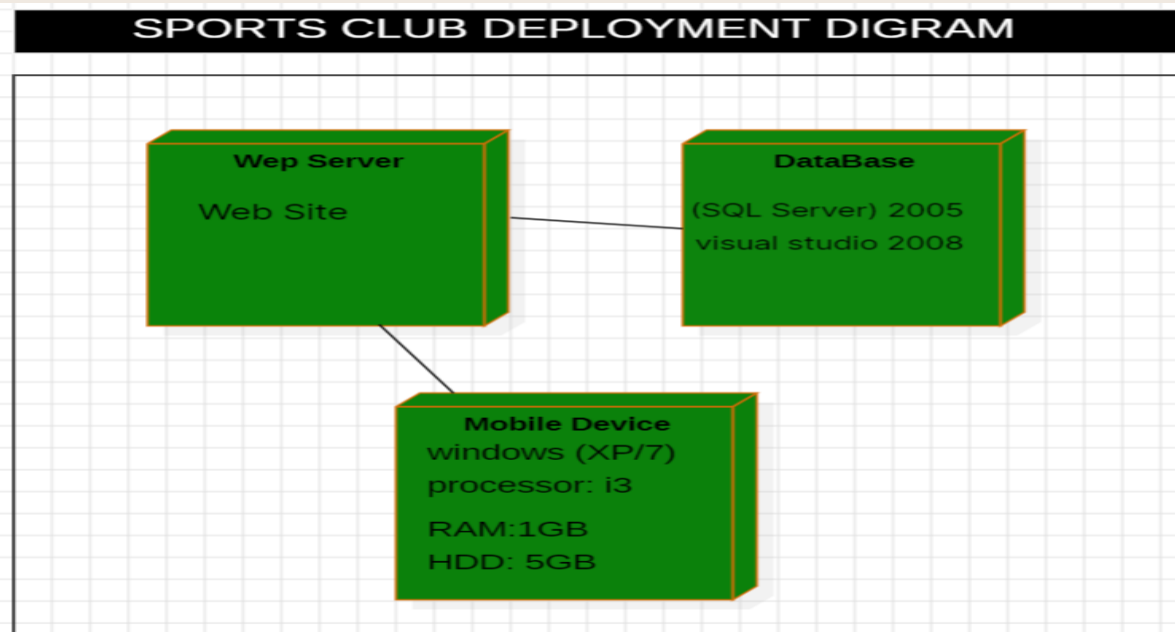 SPORTS CLUB DEPLOYMENT DIGRAM
Wep Server
Web Site
DataBase
(SQL Server) 2005
visual studio 2008
Mobile Device
windows (XP/7)
processor: i3
RAM:1GB
HDD: 5GB